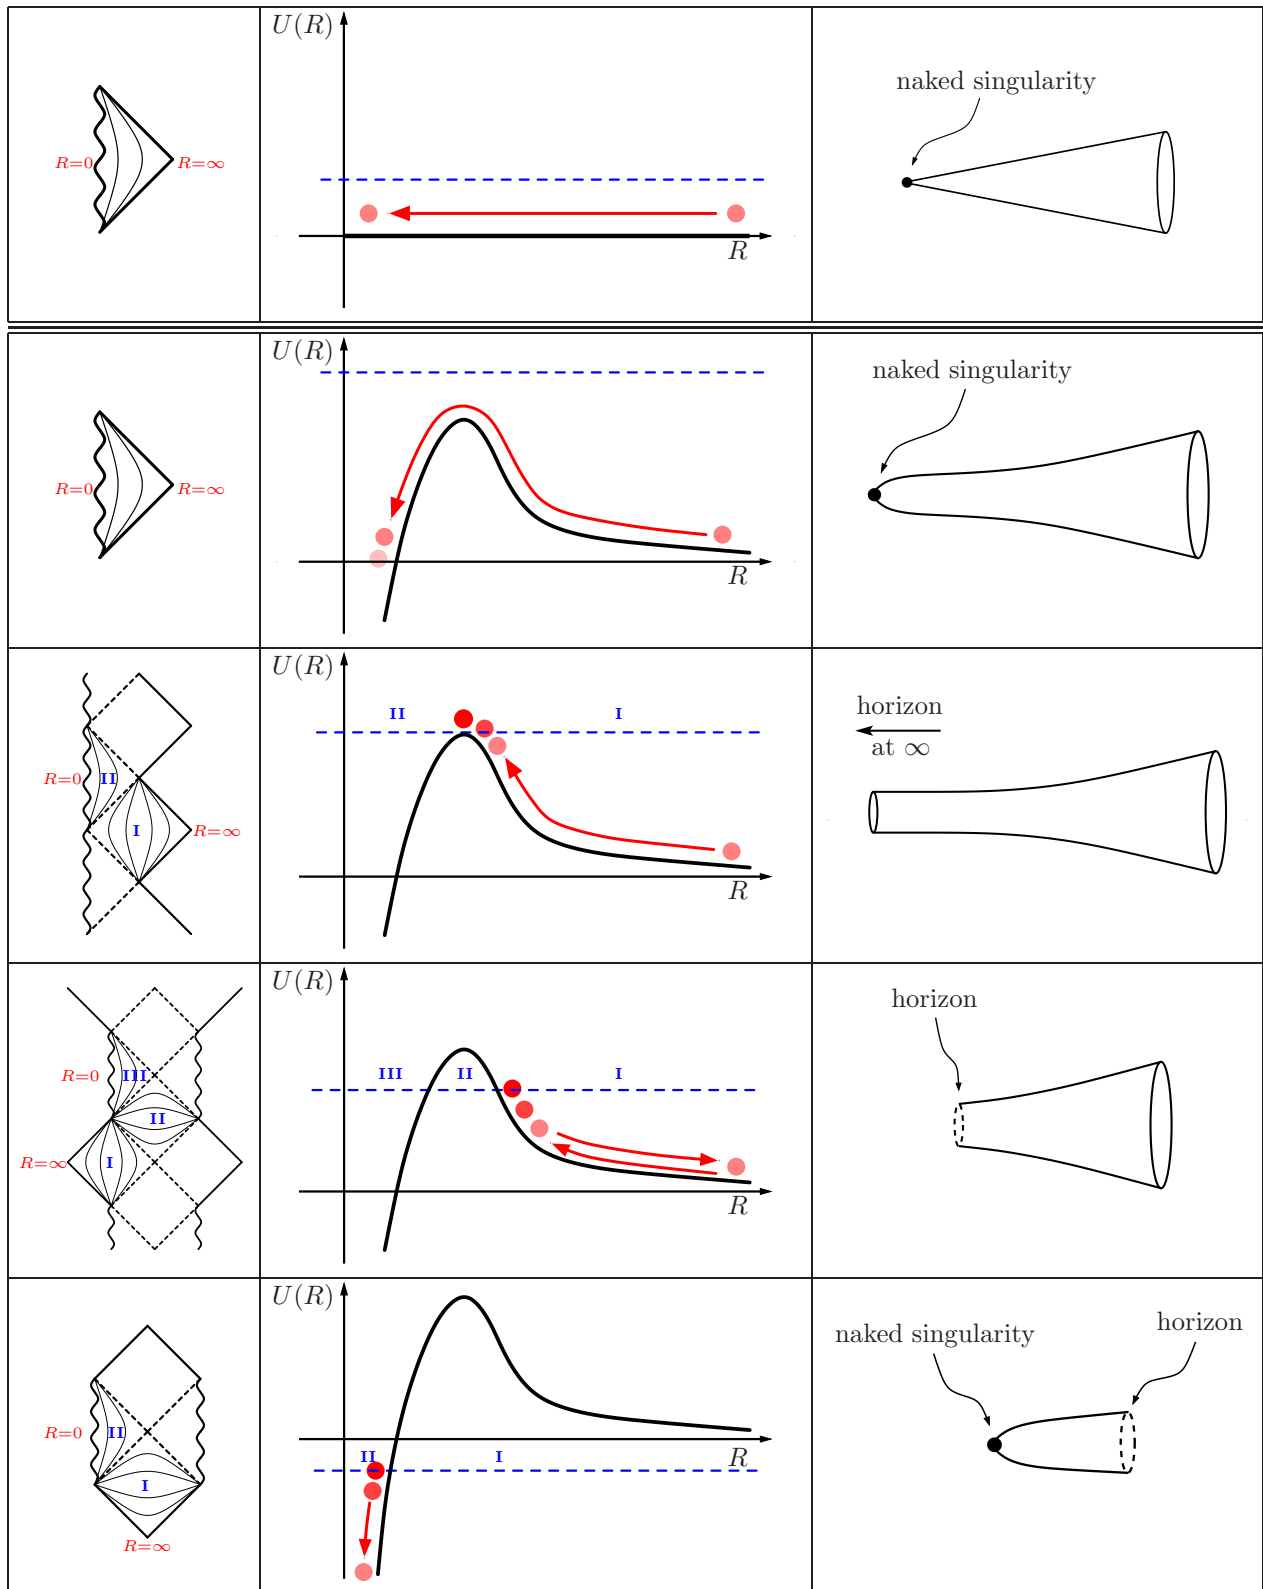 U(R)
naked singularity
R=0
R=∞
R
U(R)
naked singularity
R=0
R=∞
R
U(R)
II
I
horizon
at ∞
R=0
II
I
R=∞
R
U(R)
horizon
R=0
III
III
II
I
II
R=∞
I
R
U(R)
naked singularity
horizon
R=0
II
II
I
R
I
R=∞